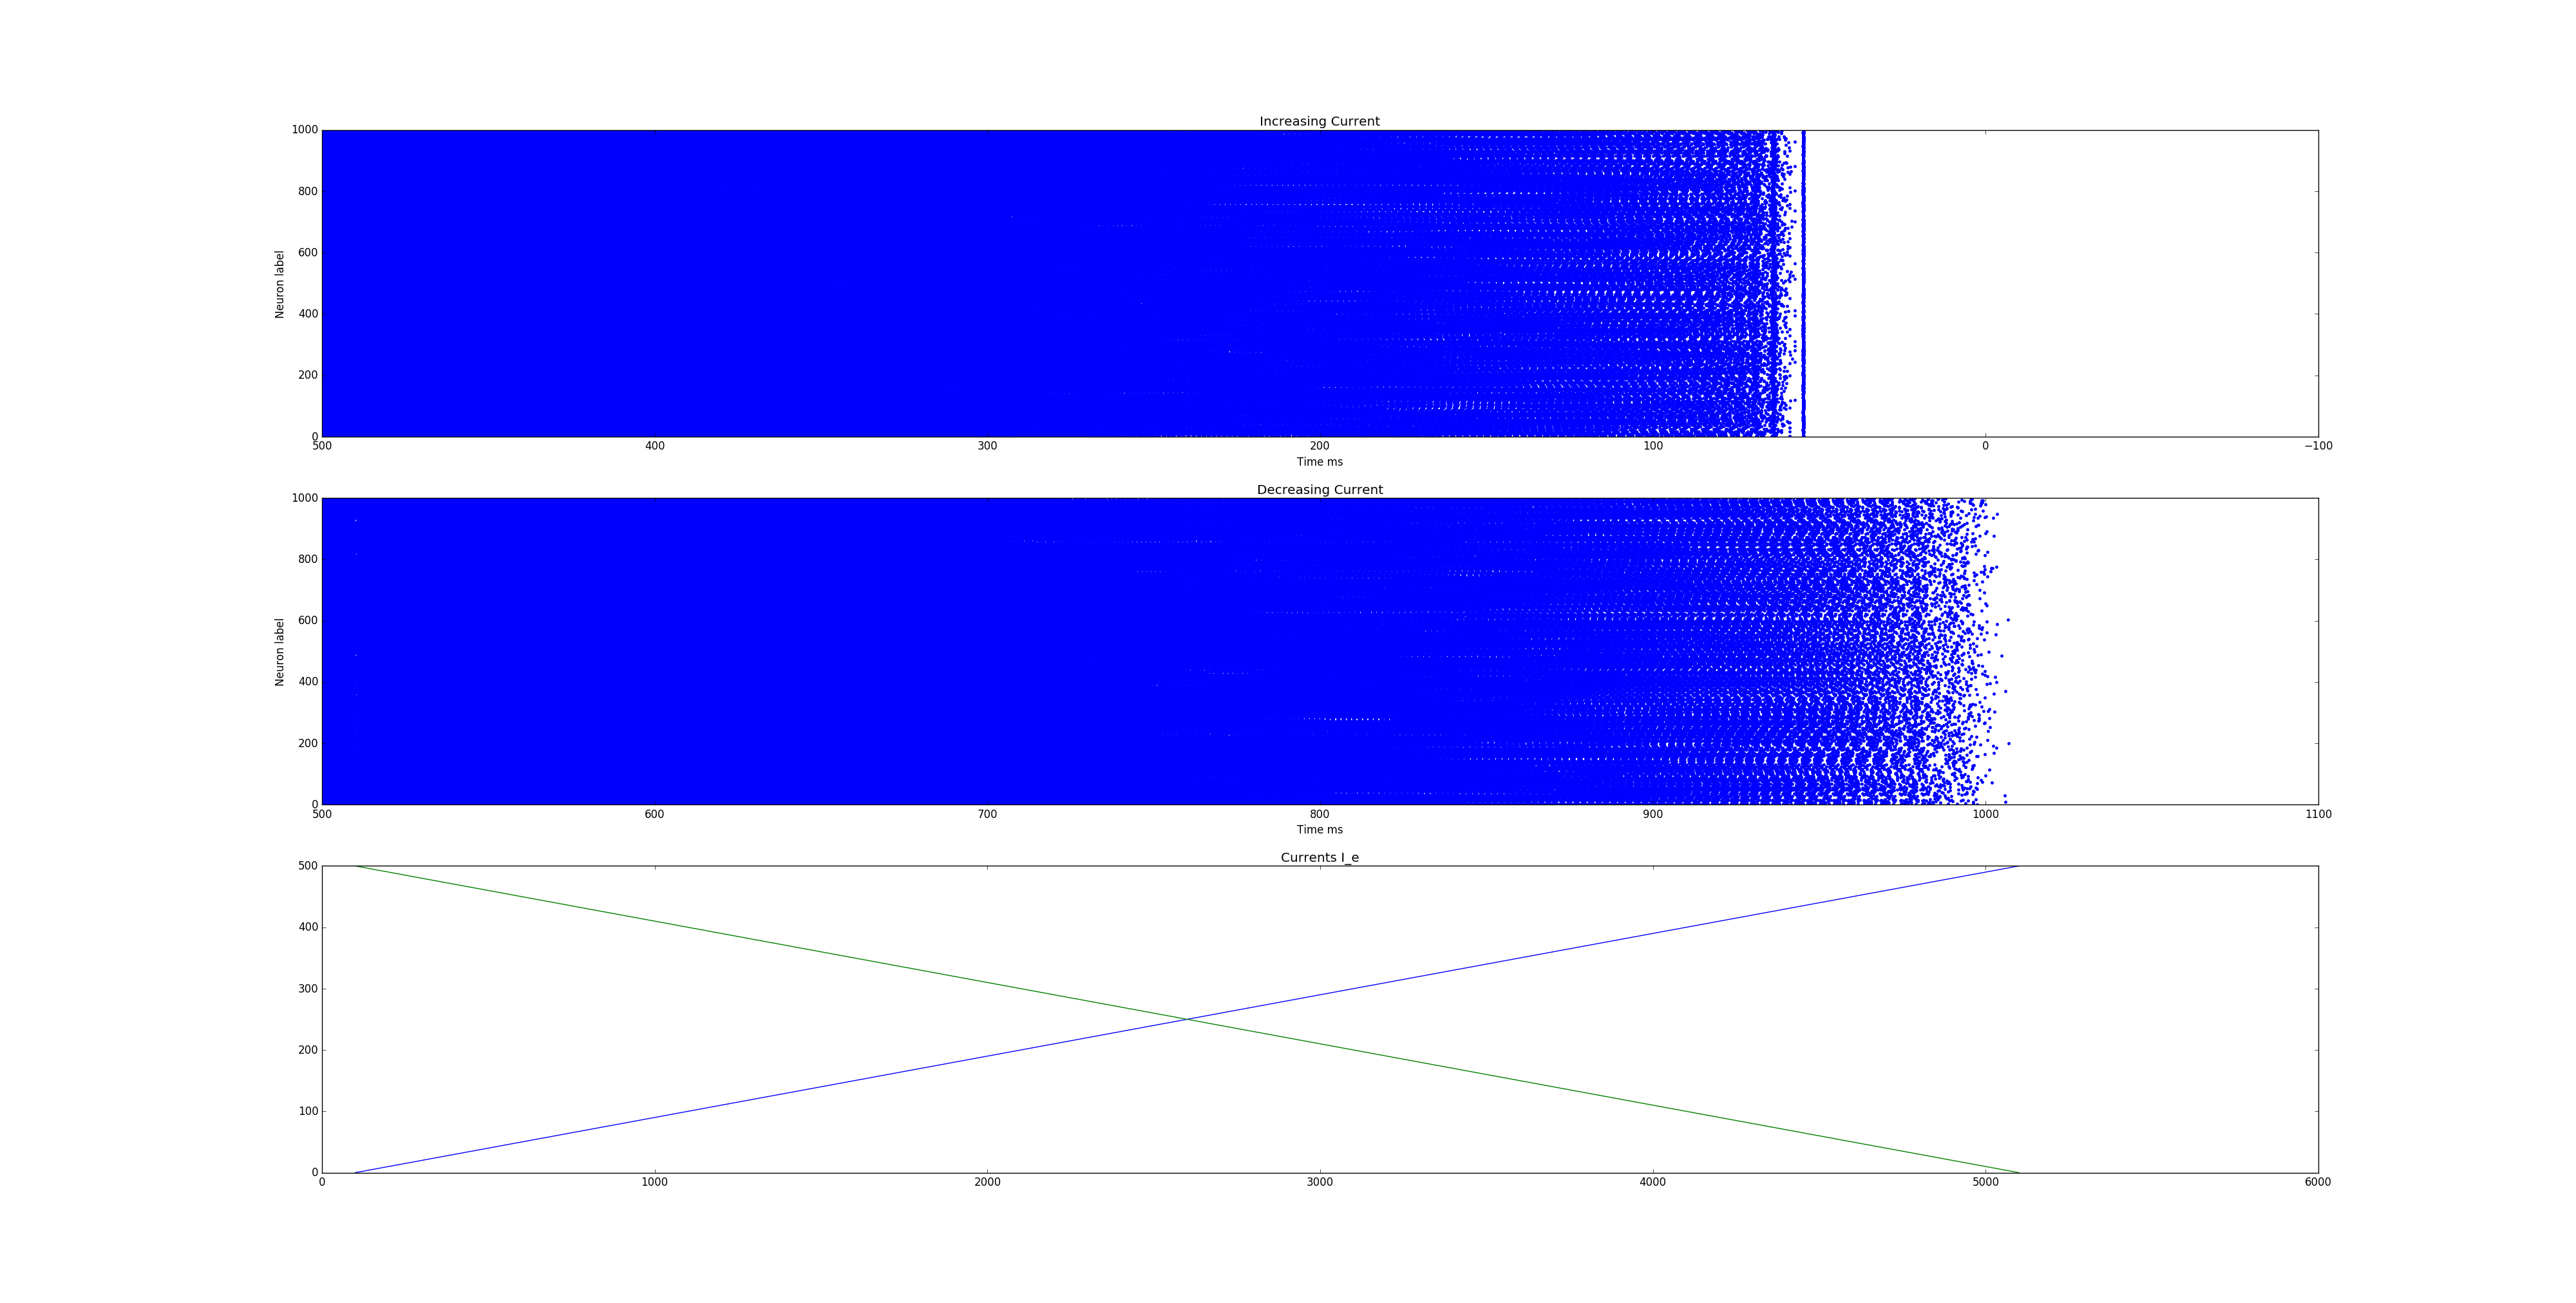 Increasing Current
1000
800
600
400
200
0
Neuron label
500 400 300 200 100 0 −100
Time ms
Decreasing Current
1000
800
600
400
200
0
Neuron label
500 600 700 800 900 1000 1100
Time ms
Currents I_e
500
400
300
200
100
0
0 1000 2000 3000 4000 5000 6000